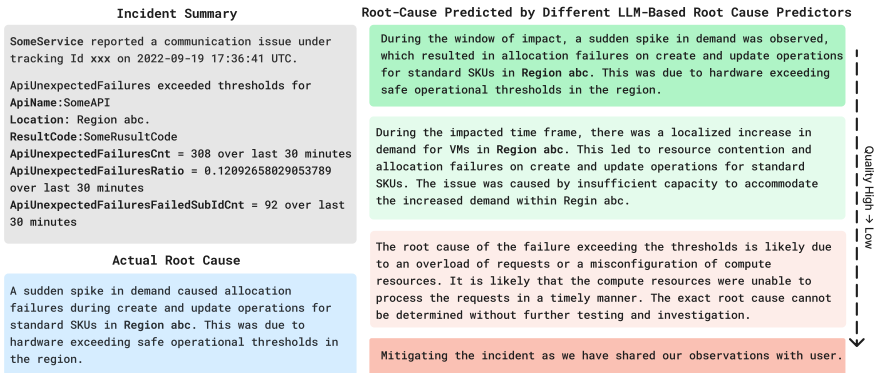 Incident Summary
SomeService reported a communication issue under
tracking Id xxx on 2022-09-19 17:36:41 UTC.
ApiUnexpectedFailures exceeded thresholds for
ApiName:SomeAPI
Location: Region abc.
ResultCode:SomeRusultCode
ApiUnexpectedFailuresCnt = 308 over last 30 minutes
ApiUnexpectedFailuresRatio = 0.12092658029053789
over last 30 minutes
ApiUnexpectedFailuresFailedSubIdCnt = 92 over last
30 minutes
Actual Root Cause
A sudden spike in demand caused allocation
failures during create and update operations for
standard SKUs in Region abc. This was due to
hardware exceeding safe operational thresholds in
the region.
Root-Cause Predicted by Different LLM-Based Root Cause Predictors
During the window of impact, a sudden spike in demand was observed,
which resulted in allocation failures on create and update operations
for standard SKUs in Region abc. This was due to hardware exceeding
safe operational thresholds in the region.
During the impacted time frame, there was a localized increase in
demand for VMs in Region abc. This led to resource contention and
allocation failures on create and update operations for standard
SKUs. The issue was caused by insufficient capacity to accommodate
the increased demand within Regin abc.
The root cause of the failure exceeding the thresholds is likely due
to an overload of requests or a misconfiguration of compute
resources. It is likely that the compute resources were unable to
process the requests in a timely manner. The exact root cause cannot
be determined without further testing and investigation.
Mitigating the incident as we have shared our observations with user.
Quality High → Low